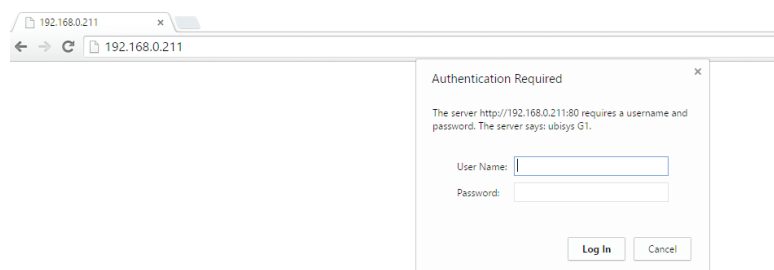 192.168.0.211
192.168.0.211
Authentication Required
The server http://192.168.0.211:80 requires a username and
password. The server says: ubisys G1.
User Name:
Password:
Log In Cancel